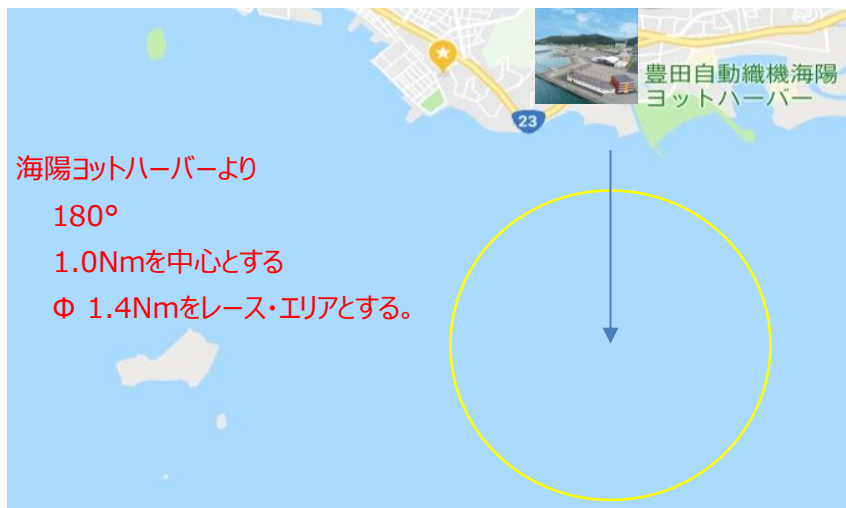 豊田自動織機海陽
ヨットハーバー
23
海陽ヨットハーバーより
180°
1.0Nmを中心とする
Φ 1.4Nmをレース・エリアとする。